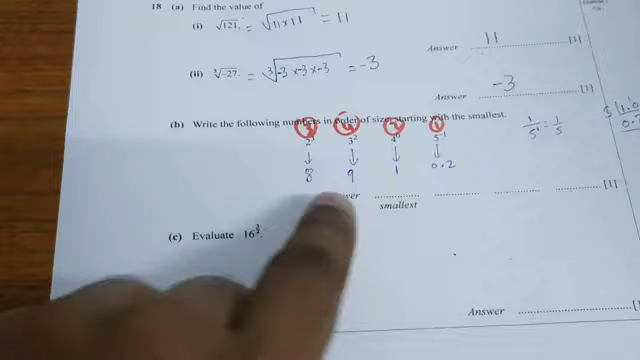 18 (a) Find the value of
(i) √121. = √11×11 = 11
Answer 11 [1]
(ii) ∛−27. = ∛−3 × −3 × −3 = −3
Answer −3 [1]
(b) Write the following numbers in order of size, starting with the smallest.
1/5¹ = 1/5
2³ 3² 4⁰ 5⁻¹
8 9 1 0.2
[1]
smallest
(c) Evaluate 16^(3/2).
Answer [1